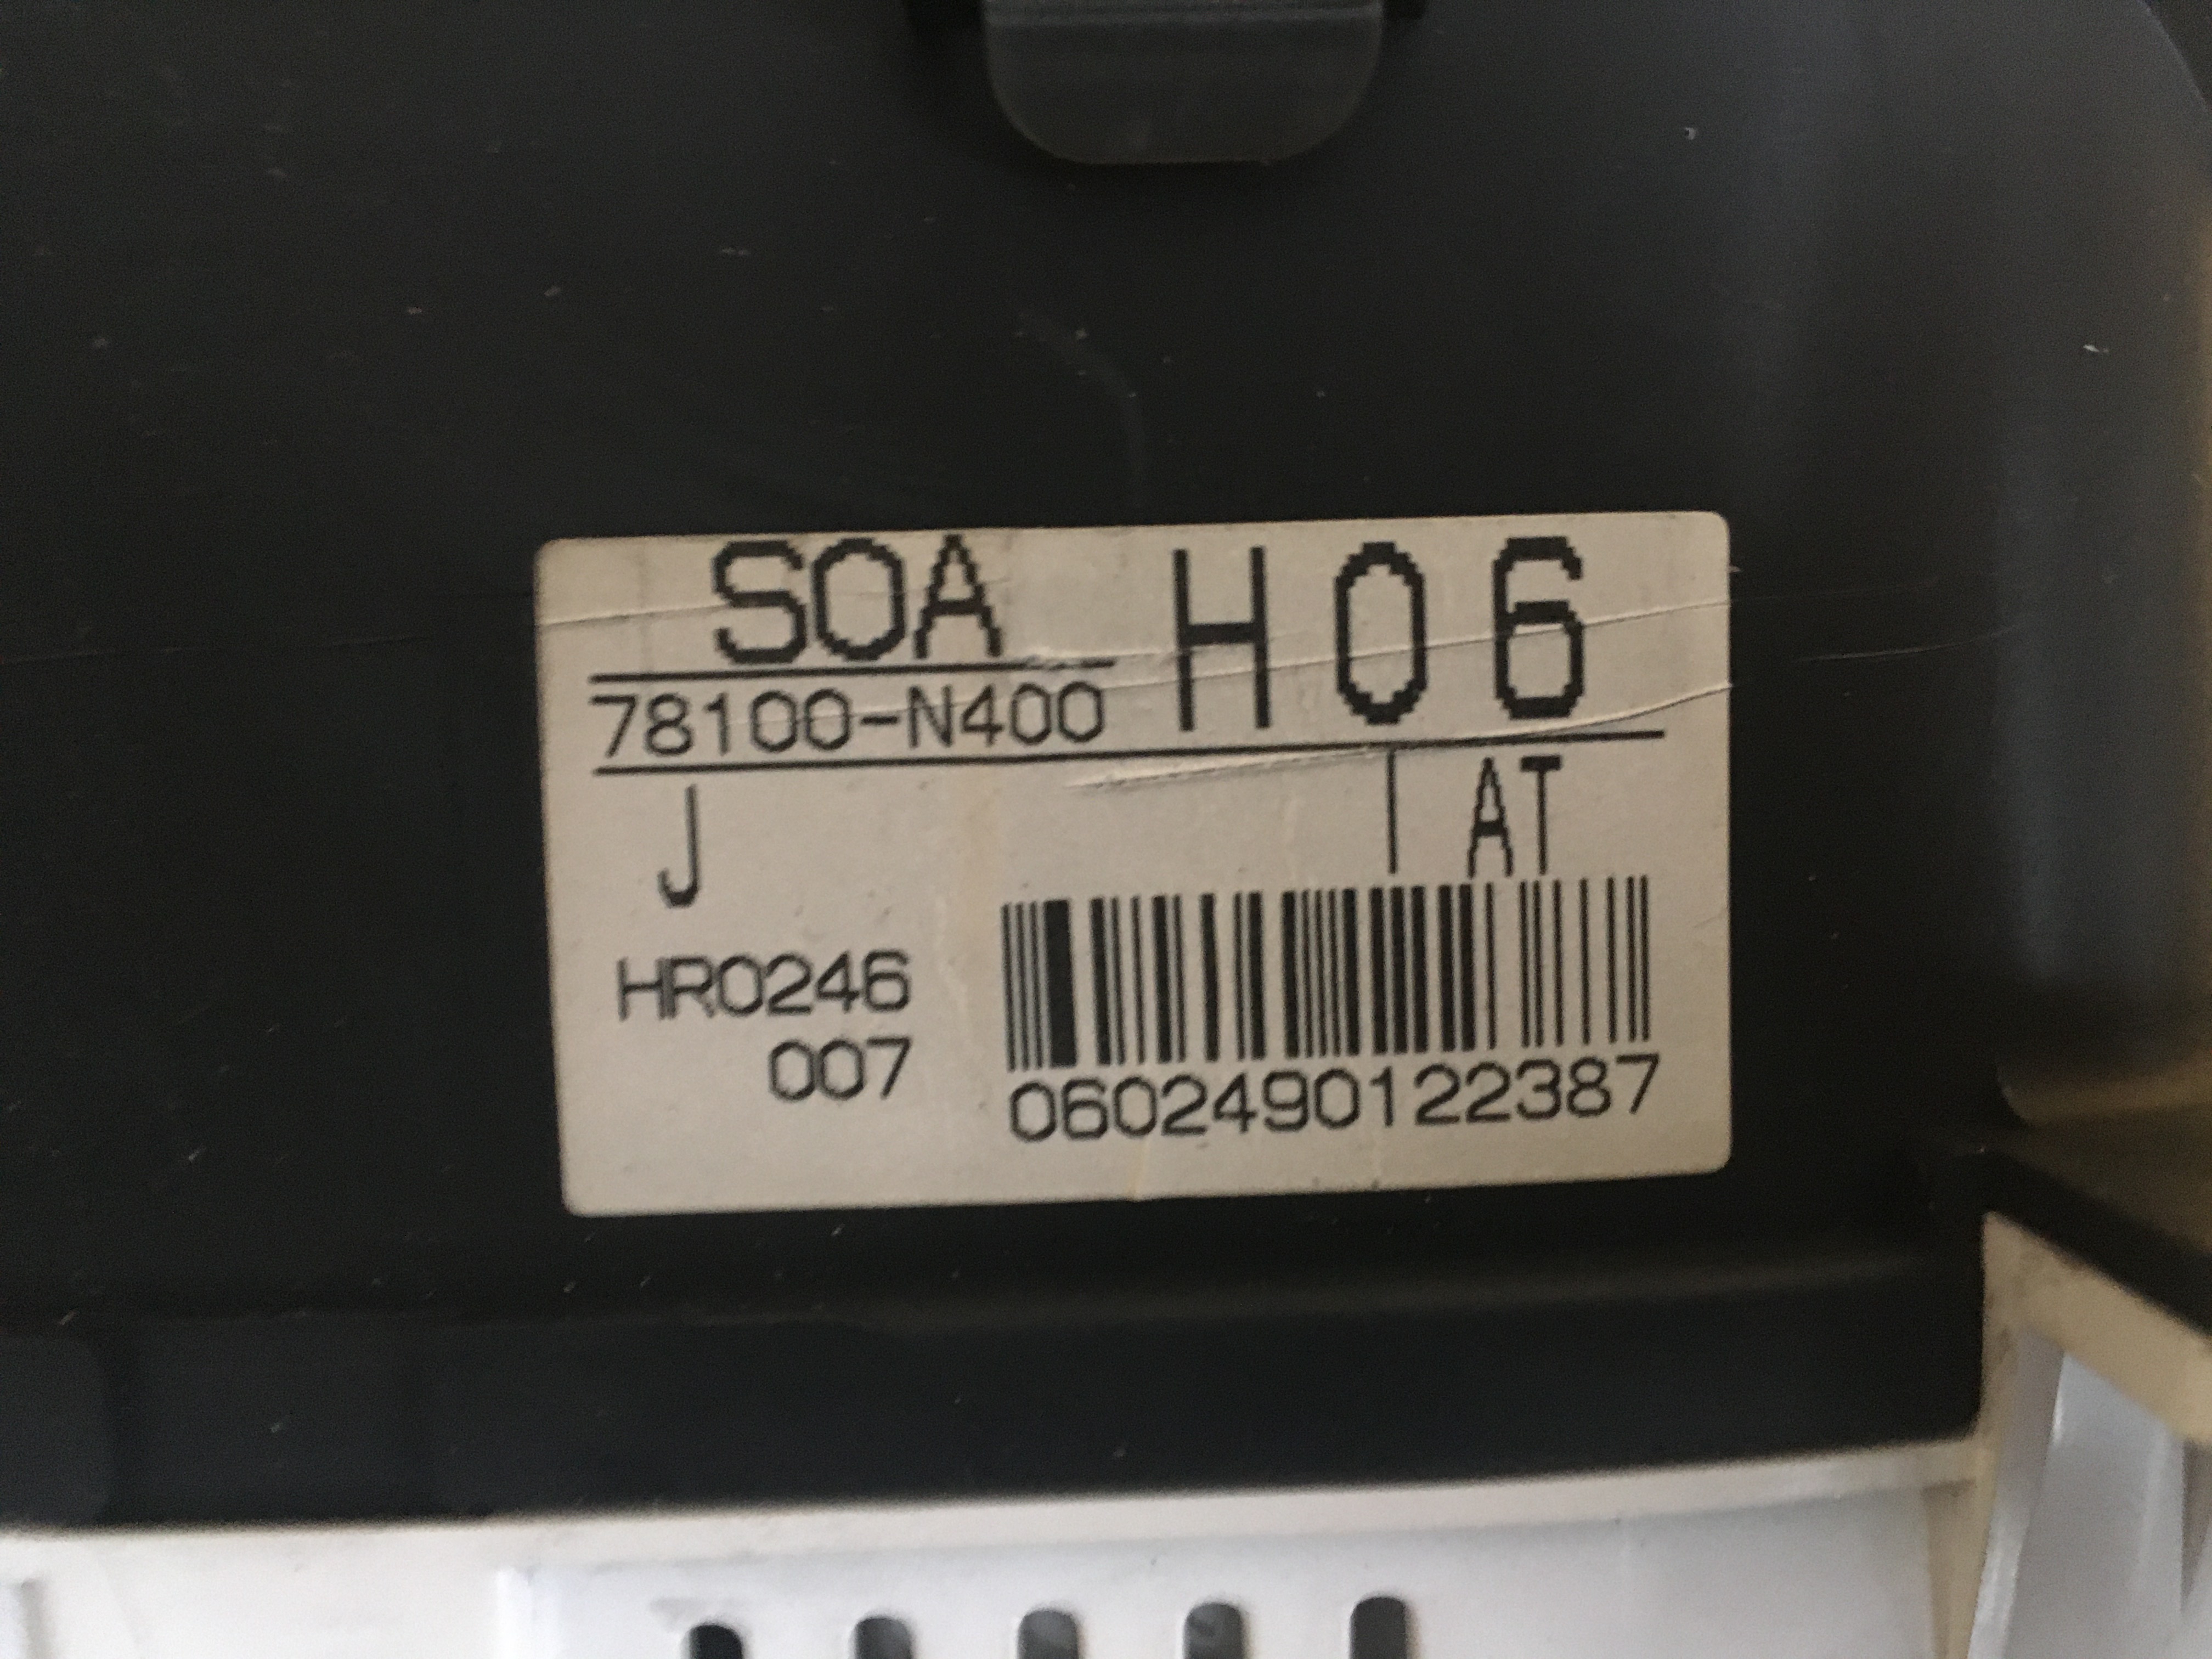 S0A H06
78100-N400
J | AT
HR0246
007
0602490122387